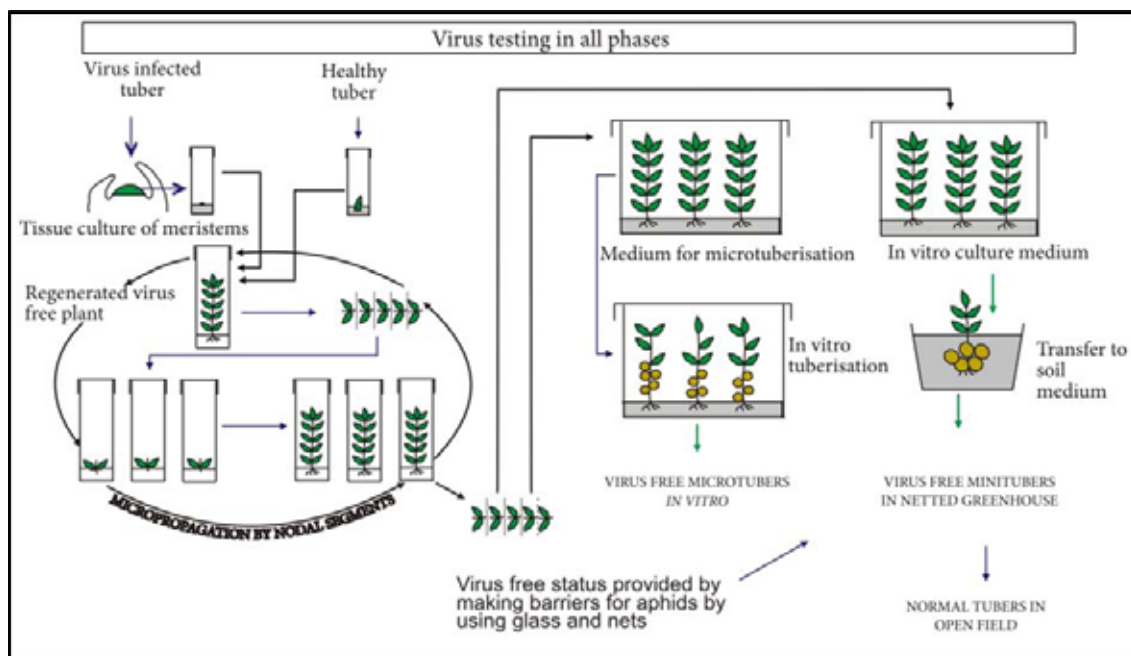 Virus testing in all phases
Virus infected
tuber
Healthy
tuber
Tissue culture of meristems
Regenerated virus
free plant
MICROPROPAGATION BY NODAL SEGMENTS
Medium for microtuberisation
In vitro culture medium
In vitro
tuberisation
Transfer to
soil
medium
VIRUS FREE MICROTUBERS
IN VITRO
VIRUS FREE MINITUBERS
IN NETTED GREENHOUSE
Virus free status provided by
making barriers for aphids by
using glass and nets
NORMAL TUBERS IN
OPEN FIELD